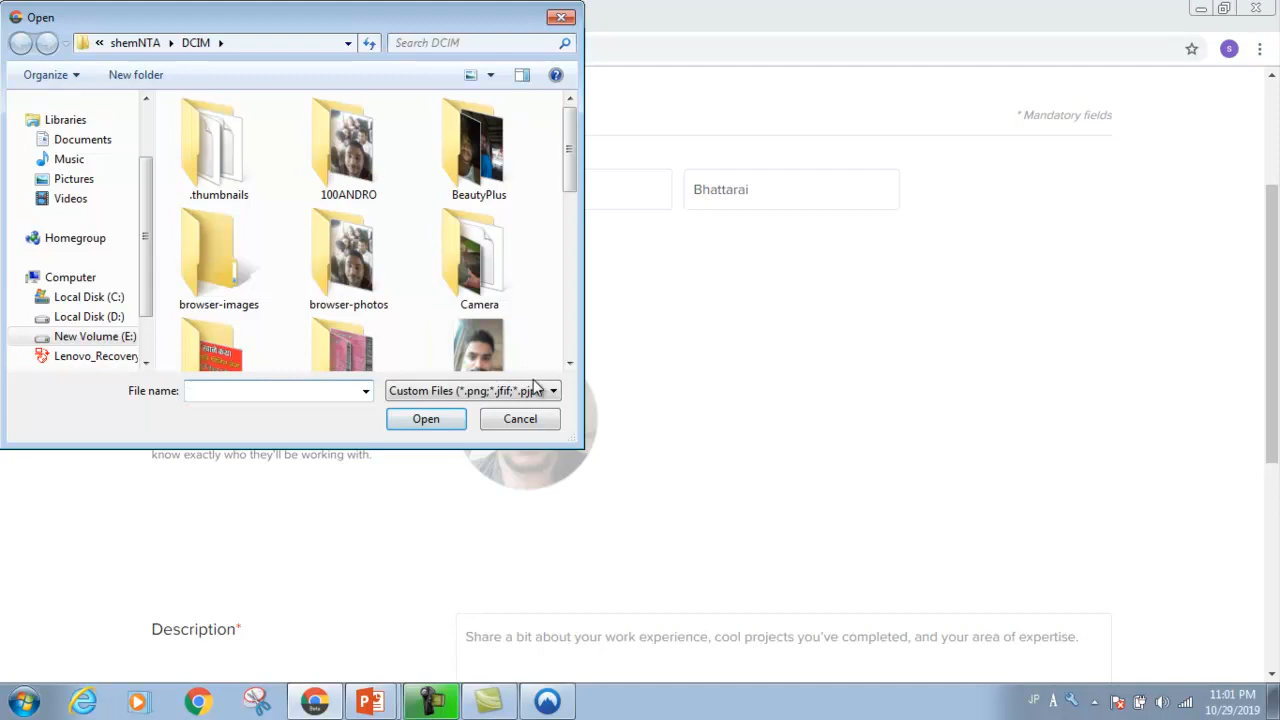 Open
« shemNTA ▸ DCIM ▸
Search DCIM
Organize
New folder
Libraries
Documents
Music
Pictures
Videos
Homegroup
Computer
Local Disk (C:)
Local Disk (D:)
New Volume (E:)
Lenovo_Recovery
.thumbnails
100ANDRO
BeautyPlus
browser-images
browser-photos
Camera
File name:
Custom Files (*.png;*.jfif;*.pjp
Open
Cancel
s
* Mandatory fields
Bhattarai
know exactly who they'll be working with.
Description*
Share a bit about your work experience, cool projects you've completed, and your area of expertise.
Beta
JP A
11:01 PM
10/29/2019